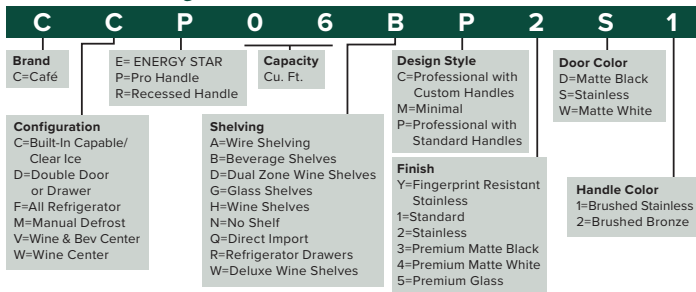 C C P 0 6 B P 2 S 1
Brand
C=Café
E= ENERGY STAR
P=Pro Handle
R=Recessed Handle
Capacity
Cu. Ft.
Design Style
C=Professional with
Custom Handles
M=Minimal
P=Professional with
Standard Handles
Door Color
D=Matte Black
S=Stainless
W=Matte White
Configuration
C=Built-In Capable/
Clear Ice
D=Double Door
or Drawer
F=All Refrigerator
M=Manual Defrost
V=Wine & Bev Center
W=Wine Center
Shelving
A=Wire Shelving
B=Beverage Shelves
D=Dual Zone Wine Shelves
G=Glass Shelves
H=Wine Shelves
N=No Shelf
Q=Direct Import
R=Refrigerator Drawers
W=Deluxe Wine Shelves
Finish
Y=Fingerprint Resistant
Stainless
1=Standard
2=Stainless
3=Premium Matte Black
4=Premium Matte White
5=Premium Glass
Handle Color
1=Brushed Stainless
2=Brushed Bronze